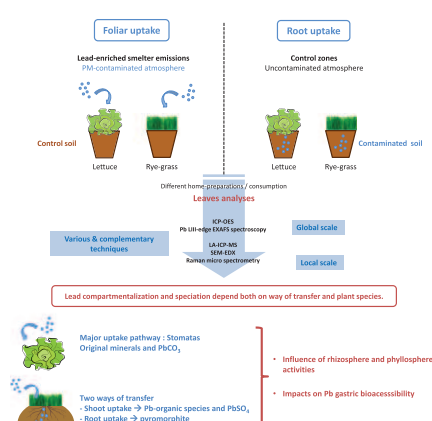 Foliar uptake
Root uptake
Lead-enriched smelter emissions
PM-contaminated atmosphere
Control zones
Uncontaminated atmosphere
Control soil
Contaminated soil
Lettuce
Rye-grass
Lettuce
Rye-grass
Different home-preparations / consumption
Leaves analyses
ICP-OES
Pb LIII-edge EXAFS spectroscopy
Global scale
Various & complementary
techniques
LA-ICP-MS
SEM-EDX
Raman micro spectrometry
Local scale
Lead compartmentalization and speciation depend both on way of transfer and plant species.
Major uptake pathway : Stomatas
Original minerals and PbCO3
Influence of rhizosphere and phyllosphere
activities
Impacts on Pb gastric bioacessibility
Two ways of transfer
- Shoot uptake → Pb-organic species and PbSO4
- Root uptake → pyromorphite